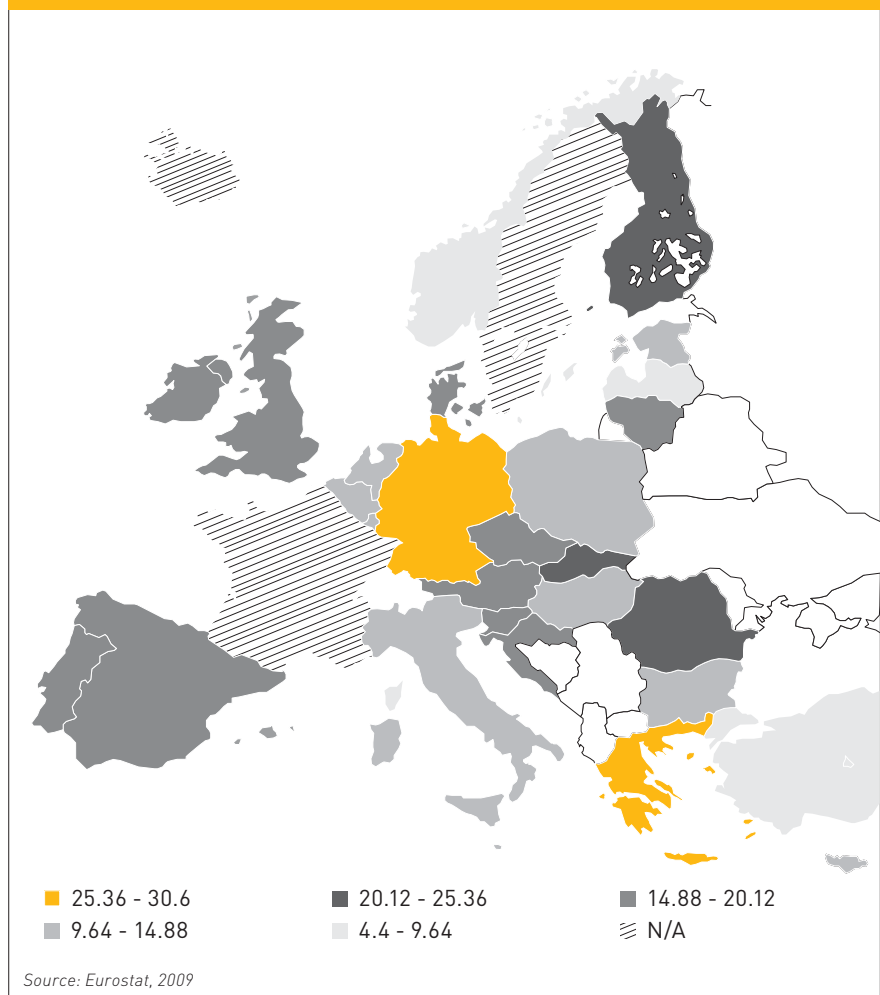 25.36 - 30.6
20.12 - 25.36
14.88 - 20.12
9.64 - 14.88
4.4 - 9.64
N/A
Source: Eurostat, 2009